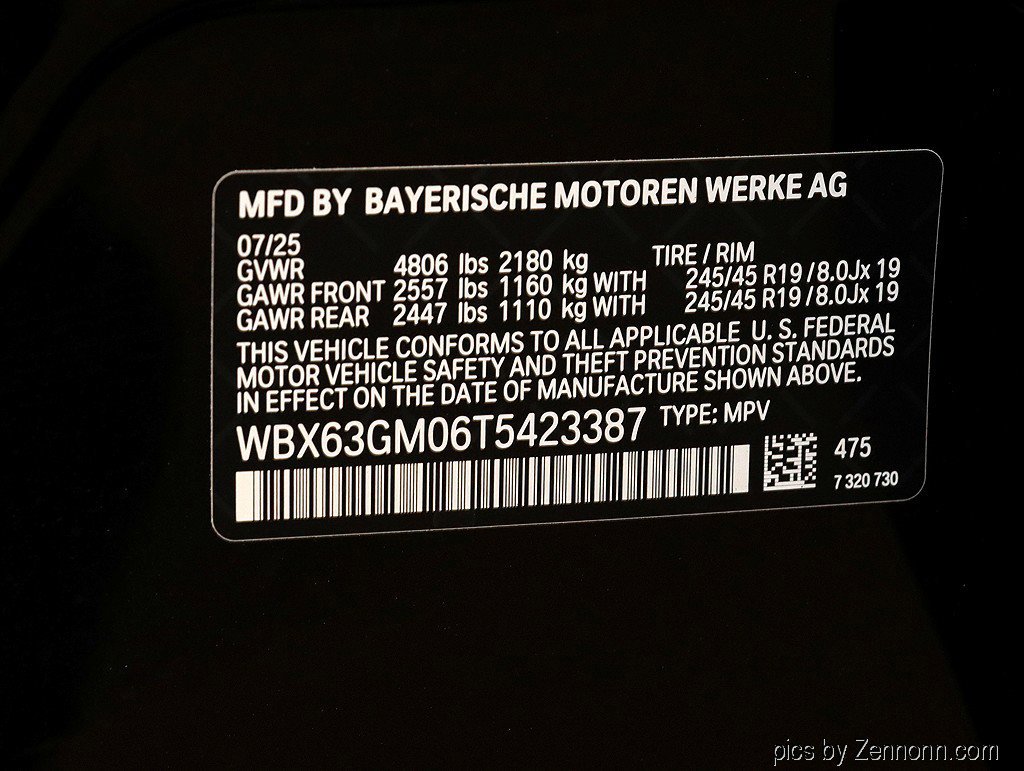 MFD BY BAYERISCHE MOTOREN WERKE AG
07/25
GVWR 4806 lbs 2180 kg TIRE / RIM
GAWR FRONT 2557 lbs 1160 kg WITH 245/45 R19 / 8.0Jx 19
GAWR REAR 2447 lbs 1110 kg WITH 245/45 R19 / 8.0Jx 19
THIS VEHICLE CONFORMS TO ALL APPLICABLE U. S. FEDERAL
MOTOR VEHICLE SAFETY AND THEFT PREVENTION STANDARDS
IN EFFECT ON THE DATE OF MANUFACTURE SHOWN ABOVE.
WBX63GM06T5423387 TYPE: MPV
475
7 320 730
pics by Zennonn.com